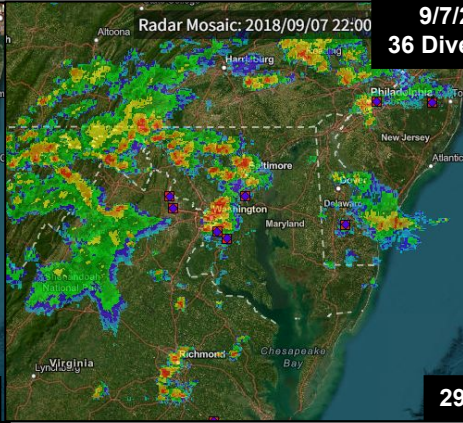 Radar Mosaic: 2018/09/07 22:00
9/7/2
36 Dive
Altoona
Harrisburg
Reading
Philadelphia
New Jersey
Atlantic
Baltimore
Dover
Washington
Delaware
Maryland
Shenandoah
National Park
Richmond
Chesapeake
Bay
Virginia
Lynchburg
29